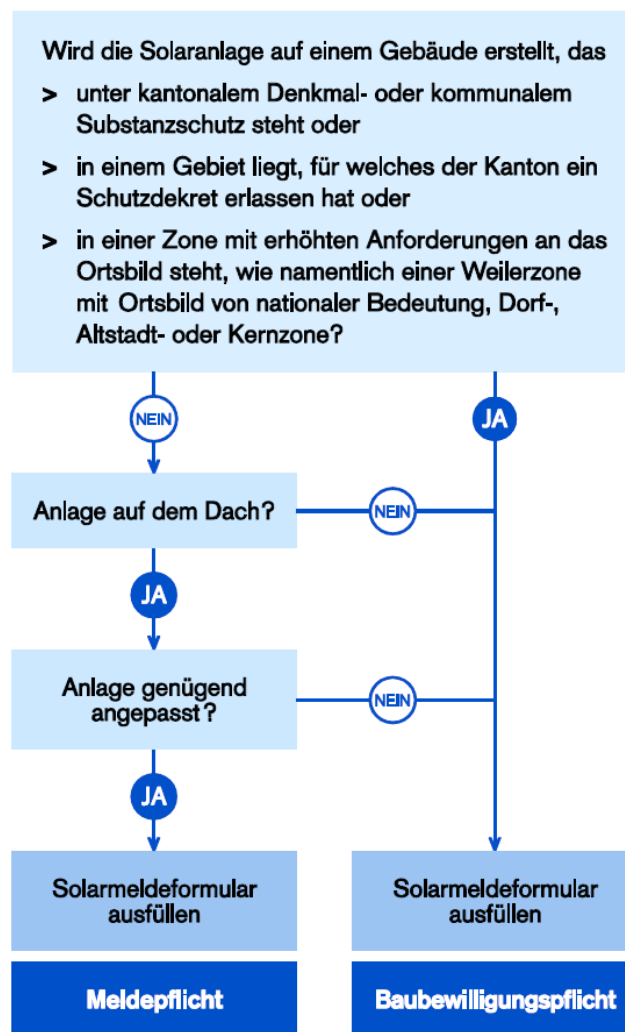 Wird die Solaranlage auf einem Gebäude erstellt, das
> unter kantonalem Denkmal- oder kommunalem
Substanzschutz steht oder
> in einem Gebiet liegt, für welches der Kanton ein
Schutzdekret erlassen hat oder
> in einer Zone mit erhöhten Anforderungen an das
Ortsbild steht, wie namentlich einer Weilerzone
mit Ortsbild von nationaler Bedeutung, Dorf-,
Altstadt- oder Kernzone?
NEIN
JA
Anlage auf dem Dach?
NEIN
JA
Anlage genügend
angepasst?
NEIN
JA
Solarmeldeformular
ausfüllen
Meldepflicht
Solarmeldeformular
ausfüllen
Baubewilligungspflicht